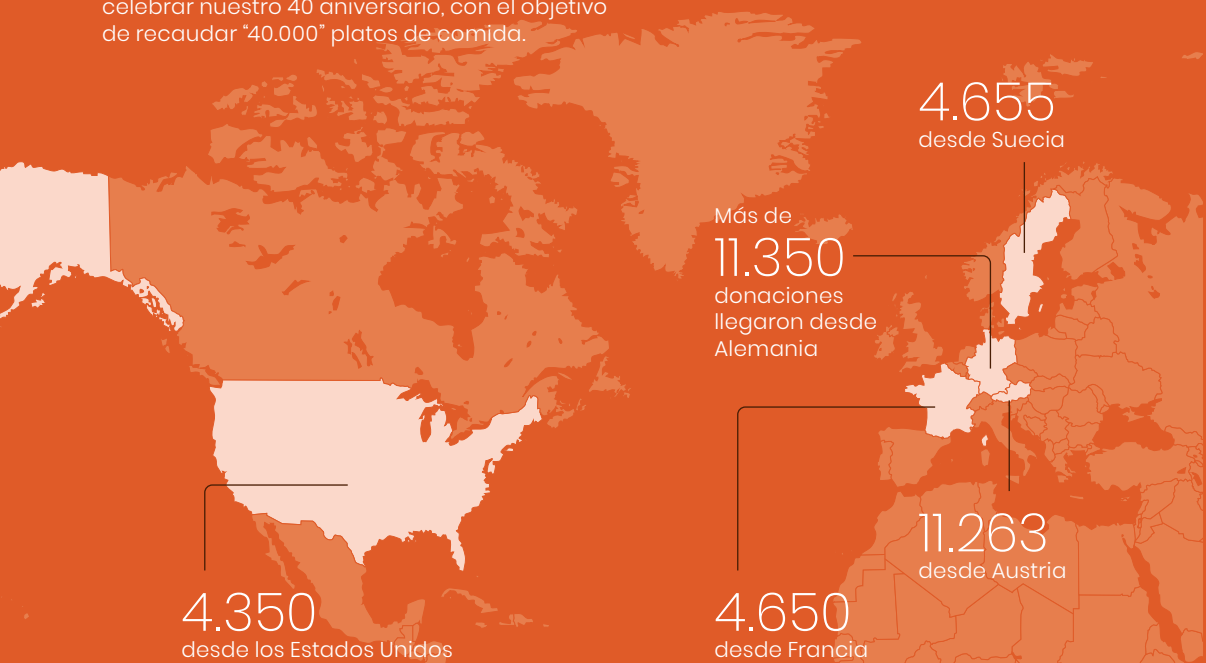 celebrar nuestro 40 aniversario, con el objetivo
de recaudar “40.000” platos de comida.
4.655
desde Suecia
Más de
11.350
donaciones
llegaron desde
Alemania
11.263
desde Austria
4.350
desde los Estados Unidos
4.650
desde Francia